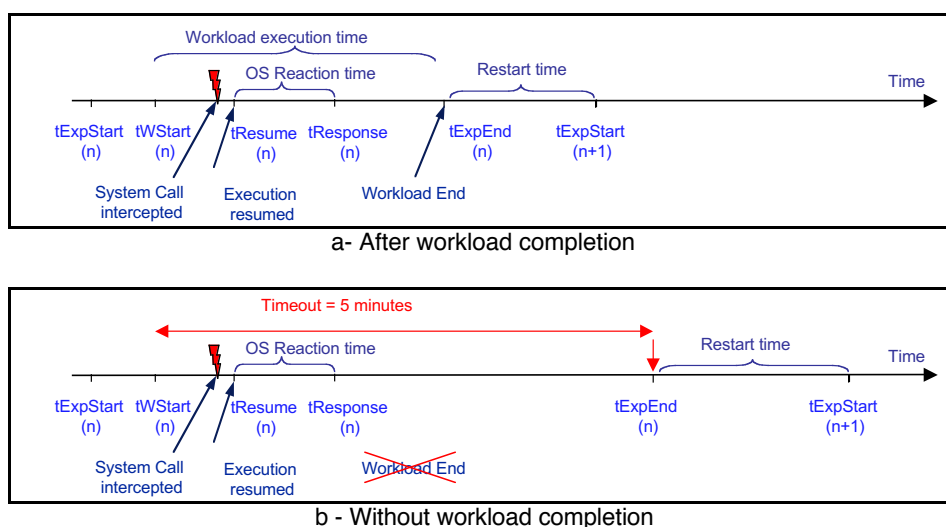 Workload execution time
OS Reaction time
Restart time
Time
tExpStart tWStart tResume tResponse tExpEnd tExpStart
(n) (n) (n) (n) (n) (n+1)
System Call Execution Workload End
intercepted resumed
a- After workload completion
Timeout = 5 minutes
OS Reaction time
Restart time
Time
tExpStart tWStart tResume tResponse tExpEnd tExpStart
(n) (n) (n) (n) (n) (n+1)
System Call Execution Workload End
intercepted resumed
b - Without workload completion